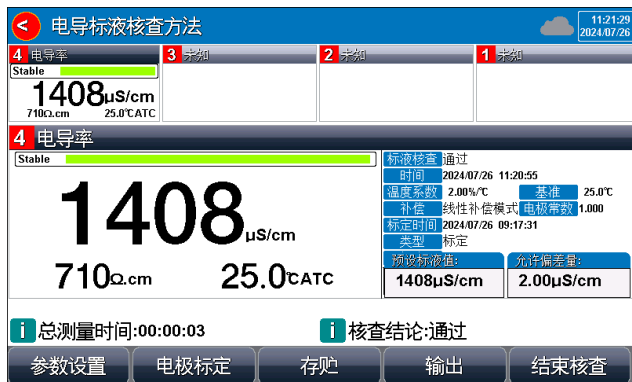 < 电导标液核查方法 11:21:29
2024/07/26
4 电导率 3 未知 2 未知 1 未知
Stable
1408μS/cm
710Ω.cm 25.0℃ATC
4 电导率
Stable
1408μS/cm
710Ω.cm 25.0℃ATC
标液核查 通过
时间 2024/07/26 11:20:55
温度系数 2.00%/℃ 基准 25.0℃
补偿 线性补偿模式 电极常数 1.000
标定时间 2024/07/26 09:17:31
类型 标定
预设标液值: 允许偏差量:
1408μS/cm 2.00μS/cm
i 总测量时间:00:00:03 i 核查结论:通过
参数设置 电极标定 存贮 输出 结束核查